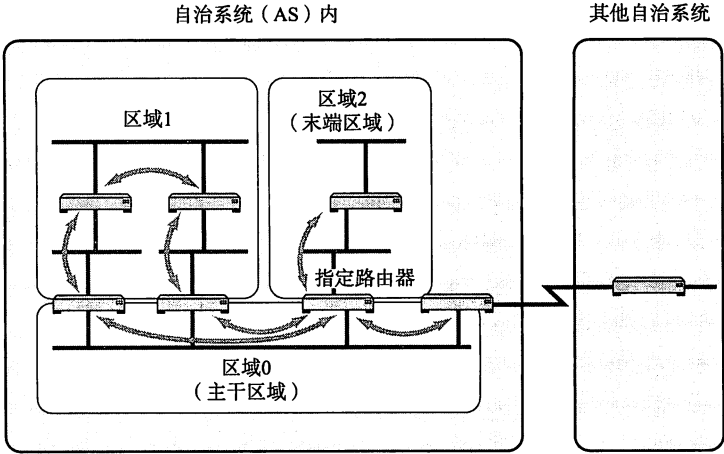 自治系统（AS）内
其他自治系统
区域1
区域2
（末端区域）
指定路由器
区域0
（主干区域）